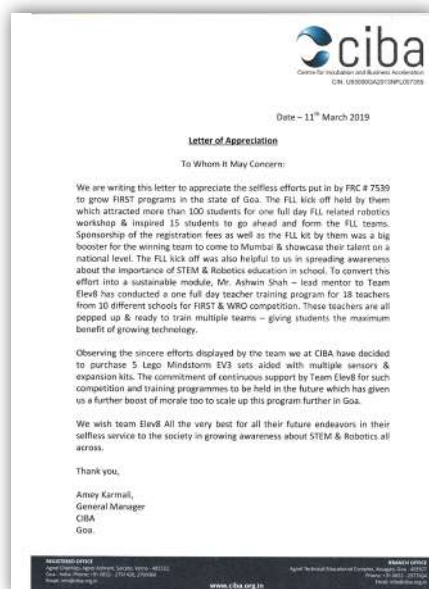 ciba
Centre for Incubation and Business Acceleration
Date – 11th March 2019
Letter of Appreciation
To Whom It May Concern:
We are writing this letter to appreciate the selfless efforts put in by FRC # 7539
to grow FIRST programs in the state of Goa. The FLL kick off held by them
which attracted more than 100 students for one full day FLL related robotics
workshop & inspired 15 students to go ahead and form the FLL teams.
Sponsorship of the registration fees as well as the FLL kit by them was a big
booster for the winning team to come to Mumbai & showcase their talent on a
national level. The FLL kick off was also helpful to us in spreading awareness
about the importance of STEM & Robotics education in school. To convert this
effort into a sustainable module, Mr. Ashwin Shah – lead mentor to Team
Elev8 has conducted a one full day teacher training program for 18 teachers
from 10 different schools for FIRST & WRO competition. These teachers are all
pepped up & ready to train multiple teams – giving students the maximum
benefit of growing technology.
Observing the sincere efforts displayed by the team we at CIBA have decided
to purchase 5 Lego Mindstorm EV3 sets aided with multiple sensors &
expansion kits. The commitment of continuous support by Team Elev8 for such
competition and training programmes to be held in the future which has given
us a further boost of morale too to scale up this program further in Goa.
We wish team Elev8 All the very best for all their future endeavors in their
selfless service to the society in growing awareness about STEM & Robotics all
across.
Thank you,
Amey Karmali,
General Manager
CIBA
Goa.
REGISTERED OFFICE
BRANCH OFFICE
www.ciba.org.in